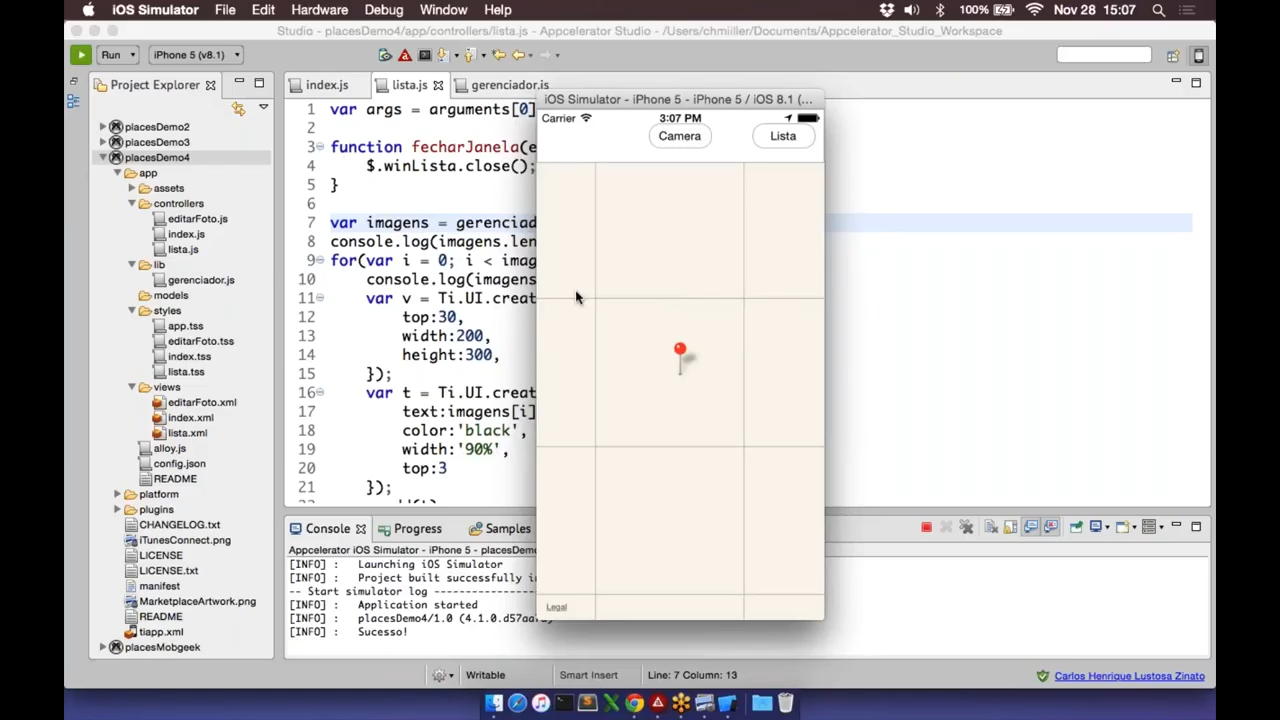 iOS Simulator File Edit Hardware Debug Window Help 100% Nov 28 15:07
Studio - placesDemo4/app/controllers/lista.js - Appcelerator Studio - /Users/chmiiller/Documents/Appcelerator_Studio_Workspace
Run iPhone 5 (v8.1)
Project Explorer
index.js lista.js gerenciador.js
placesDemo2
placesDemo3
placesDemo4
app
assets
controllers
editarFoto.js
index.js
lista.js
lib
gerenciador.js
models
styles
app.tss
editarFoto.tss
index.tss
lista.tss
views
editarFoto.xml
index.xml
lista.xml
alloy.js
config.json
README
platform
plugins
CHANGELOG.txt
iTunesConnect.png
LICENSE
LICENSE.txt
manifest
MarketplaceArtwork.png
README
tiapp.xml
placesMobgeek
1 var args = arguments[0]
2
3 function fecharJanela(e
4 $.winLista.close();
5 }
6
7 var imagens = gerenciad
8 console.log(imagens.len
9 for(var i = 0; i < imag
10 console.log(imagens
11 var v = Ti.UI.creat
12 top:30,
13 width:200,
14 height:300,
15 });
16 var t = Ti.UI.creat
17 text:imagens[i]
18 color:'black',
19 width:'90%',
20 top:3
21 });
iOS Simulator - iPhone 5 - iPhone 5 / iOS 8.1 (...
Carrier 3:07 PM
Camera Lista
Legal
Console Progress Samples
Appcelerator iOS Simulator - iPhone 5 - placesDemo
[INFO] : Launching iOS Simulator
[INFO] : Project built successfully i
-- Start simulator log
[INFO] : Application started
[INFO] : placesDemo4/1.0 (4.1.0.d57aa7
[INFO] : Sucesso!
Writable Smart Insert Line: 7 Column: 13 Carlos Henrique Lustosa Zinato